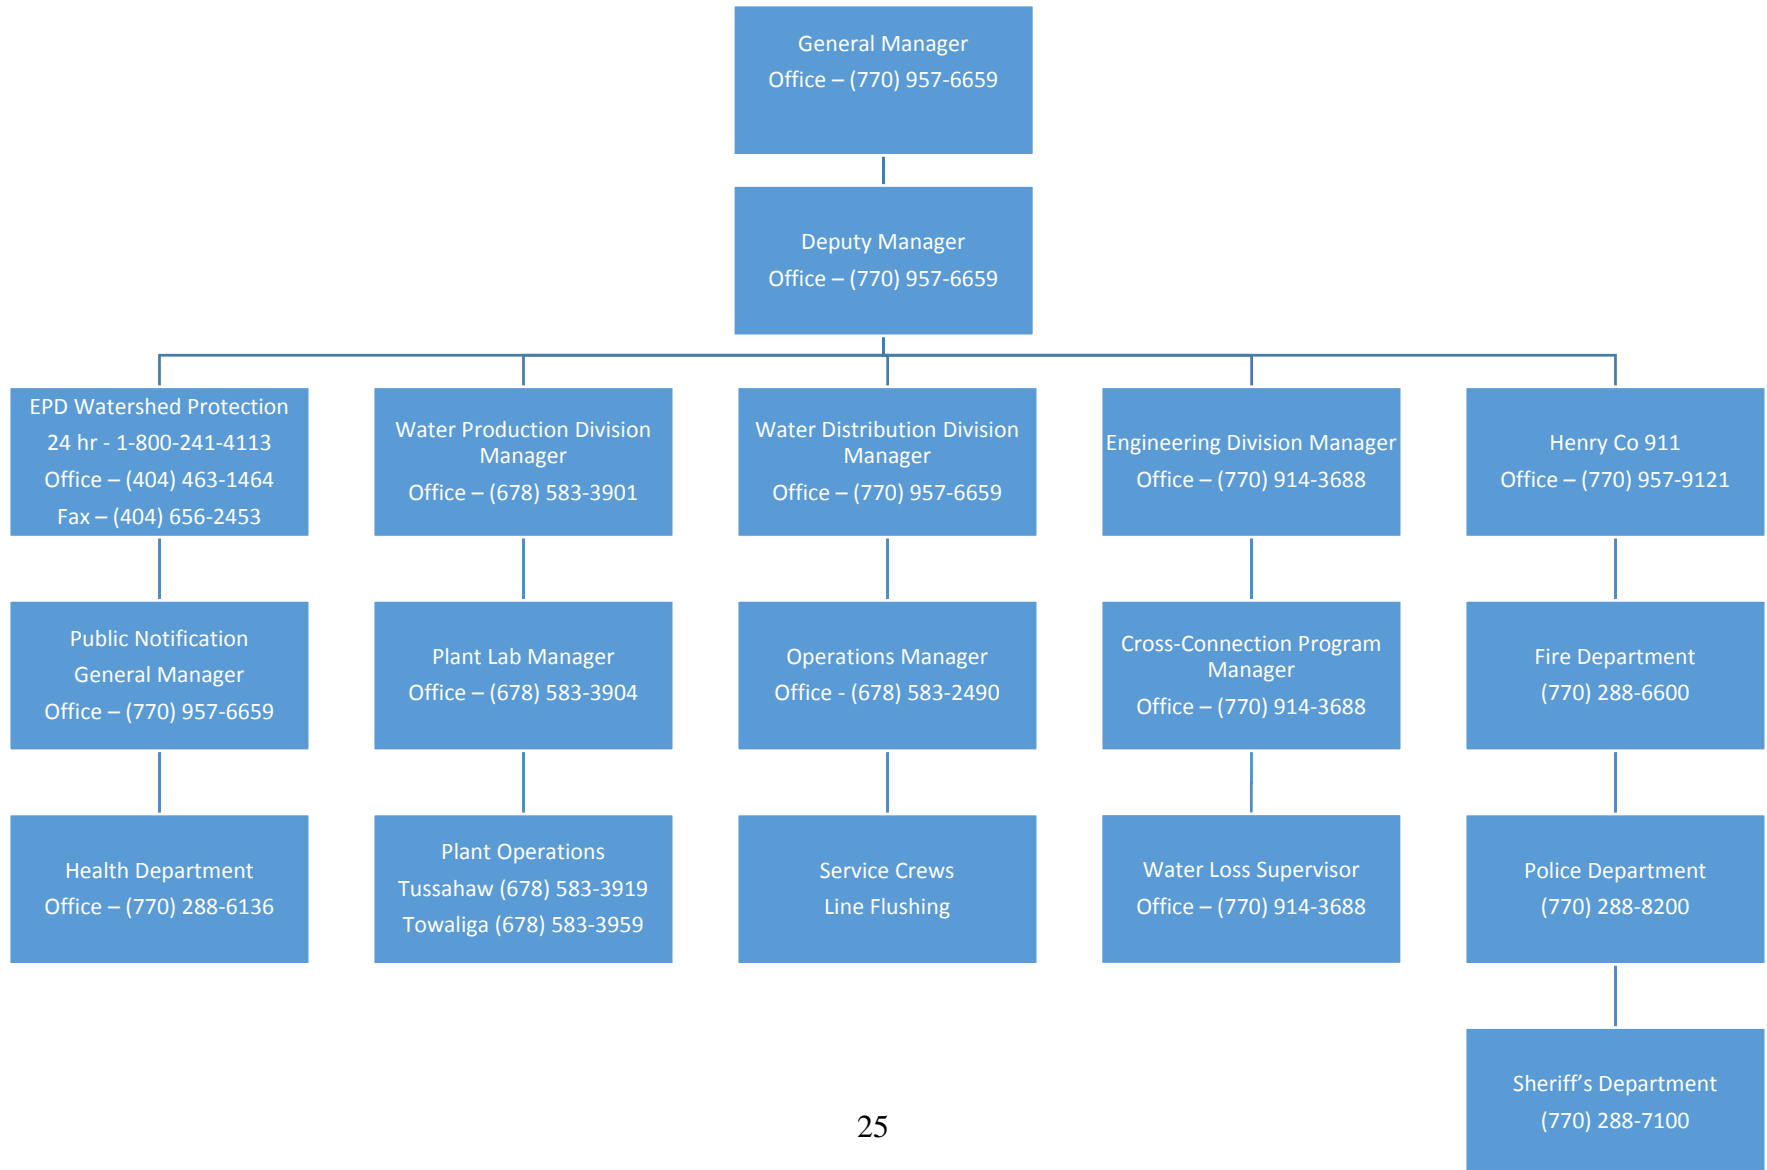 General Manager
Office – (770) 957-6659
Deputy Manager
Office – (770) 957-6659
EPD Watershed Protection
24 hr - 1-800-241-4113
Office – (404) 463-1464
Fax – (404) 656-2453
Water Production Division
Manager
Office – (678) 583-3901
Water Distribution Division
Manager
Office – (770) 957-6659
Engineering Division Manager
Office – (770) 914-3688
Henry Co 911
Office – (770) 957-9121
Public Notification
General Manager
Office – (770) 957-6659
Plant Lab Manager
Office – (678) 583-3904
Operations Manager
Office - (678) 583-2490
Cross-Connection Program
Manager
Office – (770) 914-3688
Fire Department
(770) 288-6600
Health Department
Office – (770) 288-6136
Plant Operations
Tussahaw (678) 583-3919
Towaliga (678) 583-3959
Service Crews
Line Flushing
Water Loss Supervisor
Office – (770) 914-3688
Police Department
(770) 288-8200
Sheriff’s Department
(770) 288-7100
25